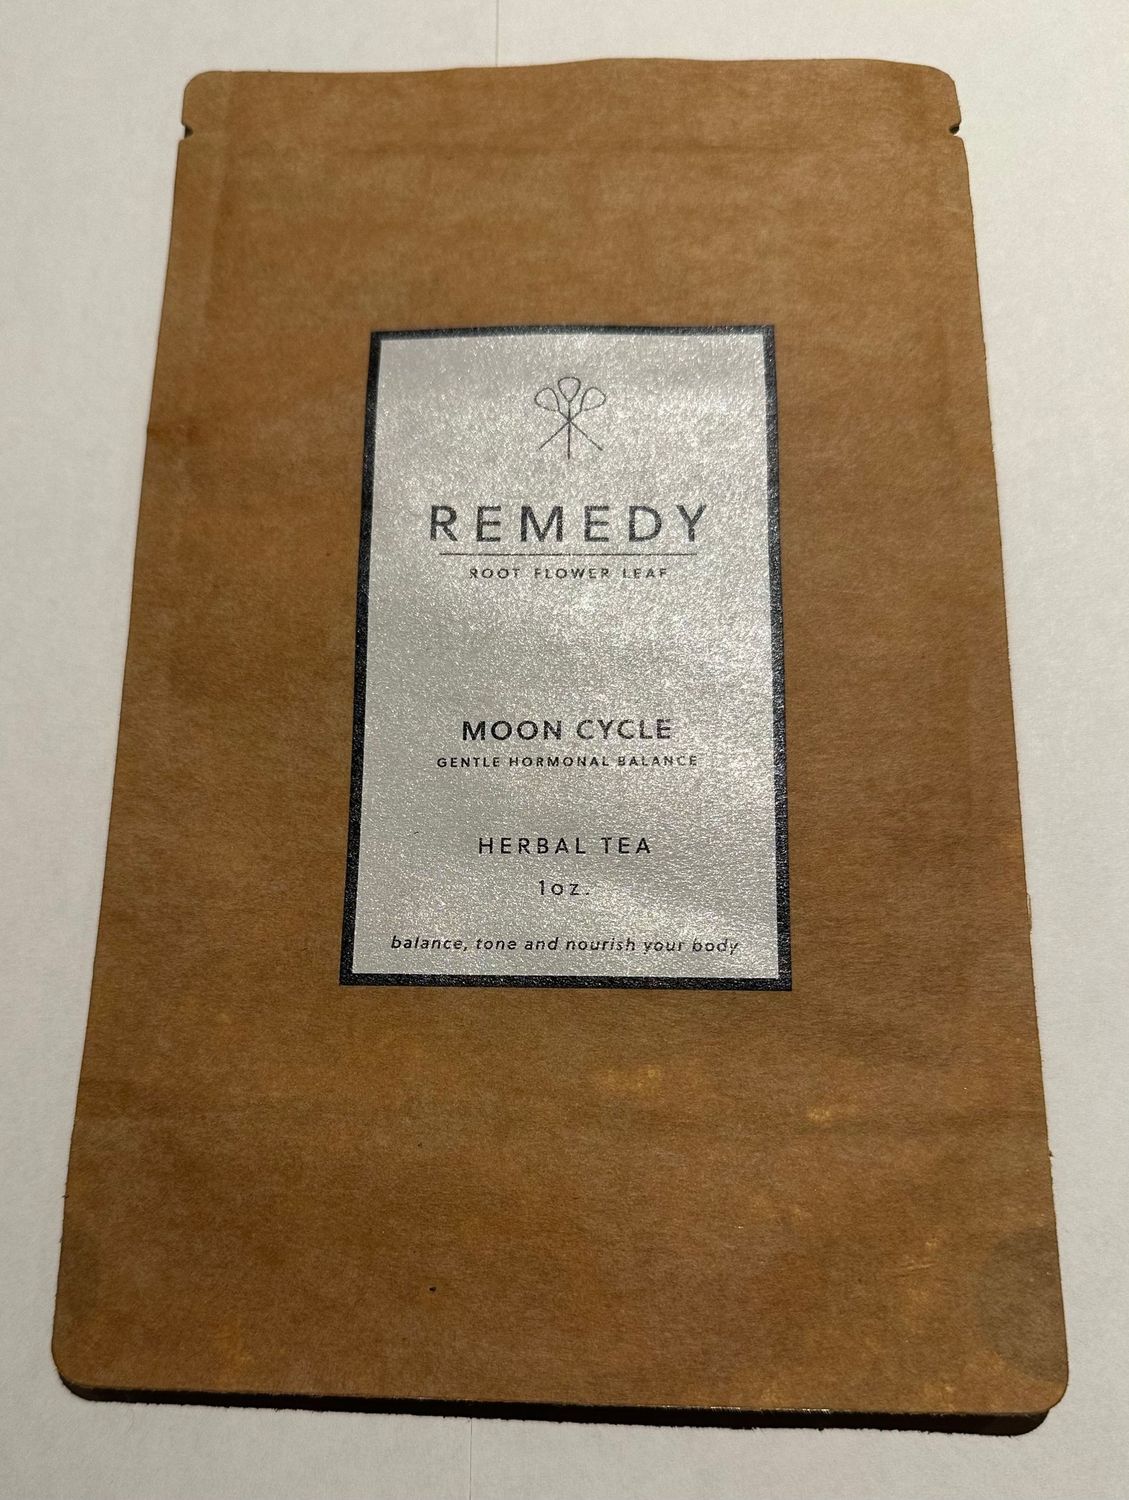 REMEDY
ROOT FLOWER LEAF
MOON CYCLE
GENTLE HORMONAL BALANCE
HERBAL TEA
1oz.
balance, tone and nourish your body